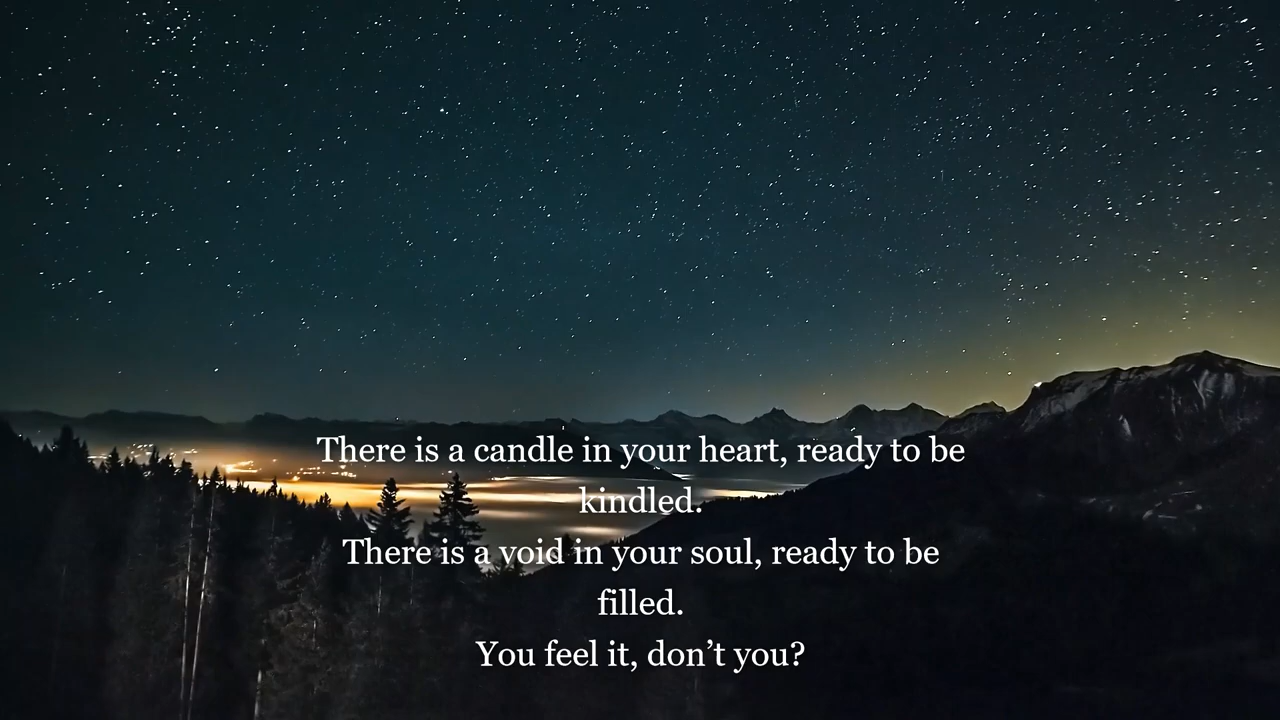 There is a candle in your heart, ready to be
kindled.
There is a void in your soul, ready to be
filled.
You feel it, don’t you?